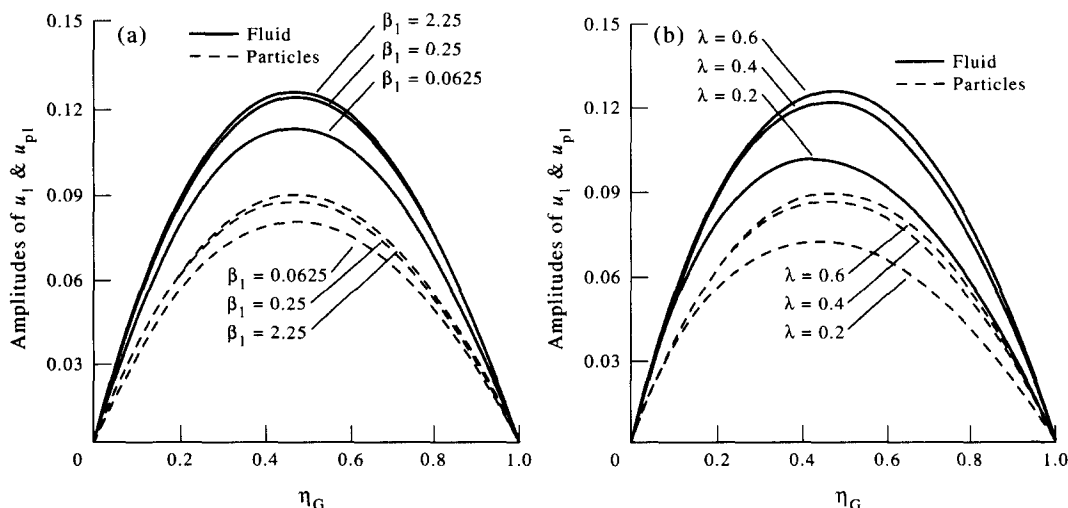 (a)
Fluid
Particles
β₁ = 2.25
β₁ = 0.25
β₁ = 0.0625
0.15
0.12
0.09
0.06
0.03
Amplitudes of u₁ & uₚ₁
β₁ = 0.0625
β₁ = 0.25
β₁ = 2.25
0
0.2
0.4
0.6
0.8
1.0
η_G
(b)
λ = 0.6
λ = 0.4
λ = 0.2
Fluid
Particles
0.15
0.12
0.09
0.06
0.03
Amplitudes of u₁ & uₚ₁
λ = 0.6
λ = 0.4
λ = 0.2
0
0.2
0.4
0.6
0.8
1.0
η_G